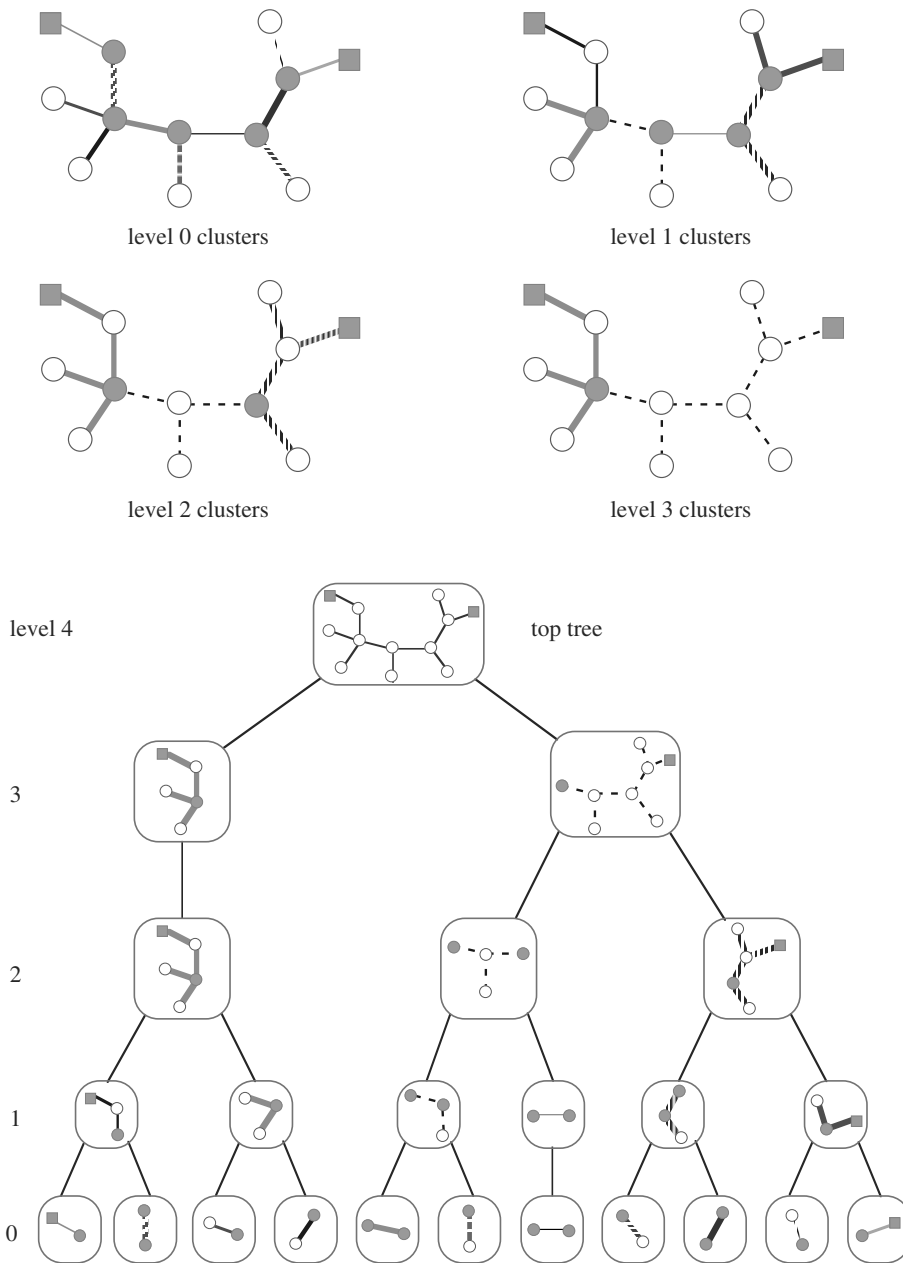 level 0 clusters
level 1 clusters
level 2 clusters
level 3 clusters
level 4
top tree
3
2
1
0